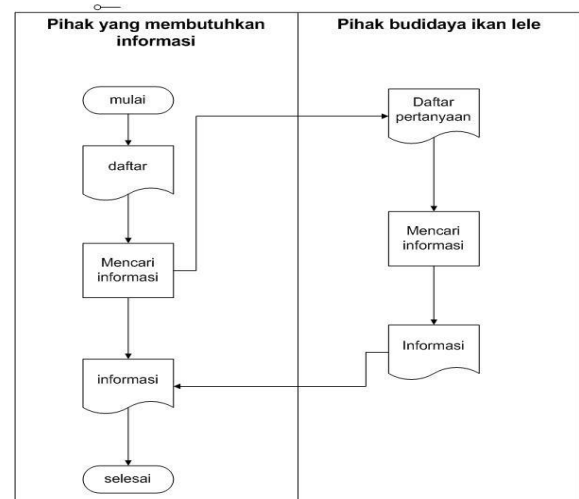 Pihak yang membutuhkan
informasi
Pihak budidaya ikan lele
mulai
daftar
Mencari
informasi
informasi
selesai
Daftar
pertanyaan
Mencari
informasi
Informasi